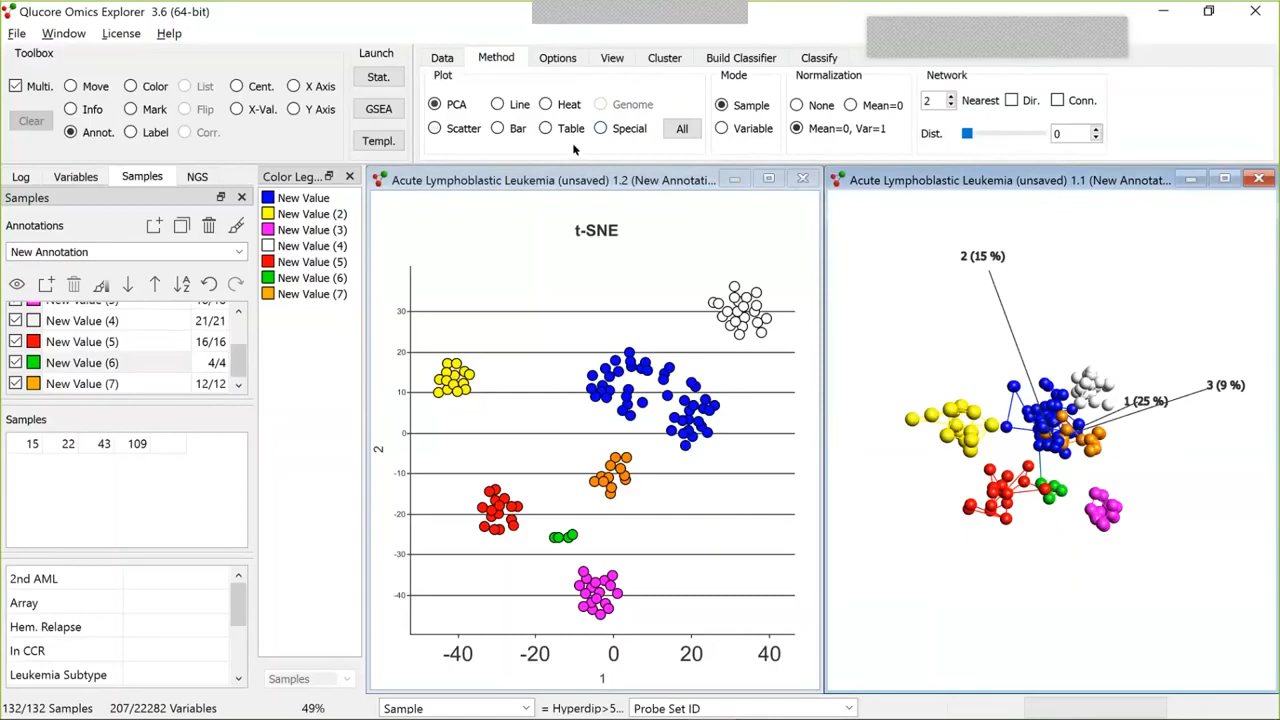 Qlucore Omics Explorer 3.6 (64-bit)
File Window License Help
Toolbox
Multi. Move Color List Cent. X Axis
Info Mark Flip X-Val. Y Axis
Clear Annot. Label Corr.
Launch
Stat.
GSEA
Templ.
Data Method Options View Cluster Build Classifier Classify
Plot
PCA Line Heat Genome
Scatter Bar Table Special All
Mode
Sample
Variable
Normalization
None Mean=0
Mean=0, Var=1
Network
2 Nearest Dir. Conn.
Dist. 0
Log Variables Samples NGS
Samples
Annotations
New Annotation
New Value (4) 21/21
New Value (5) 16/16
New Value (6) 4/4
New Value (7) 12/12
Samples
15 22 43 109
2nd AML
Array
Hem. Relapse
In CCR
Leukemia Subtype
Color Leg...
New Value
New Value (2)
New Value (3)
New Value (4)
New Value (5)
New Value (6)
New Value (7)
Samples
Acute Lymphoblastic Leukemia (unsaved) 1.2 (New Annotati...
t-SNE
30
20
10
0
-10
-20
-30
-40
2
-40 -20 0 20 40
1
Acute Lymphoblastic Leukemia (unsaved) 1.1 (New Annotat...
2 (15 %)
3 (9 %)
1 (25 %)
132/132 Samples 207/22282 Variables 49% Sample = Hyperdip>5... Probe Set ID